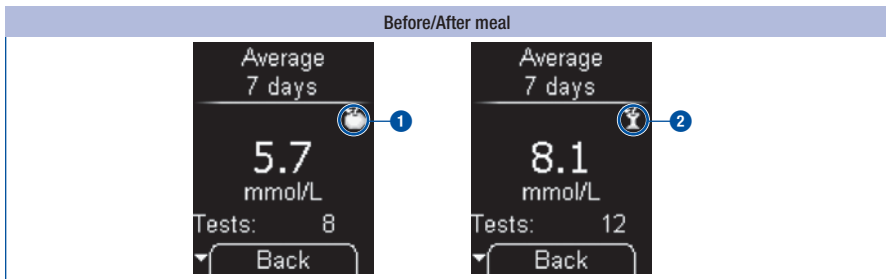 Before/After meal
Average
7 days
1
5.7
mmol/L
Tests: 8
Back
Average
7 days
2
8.1
mmol/L
Tests: 12
Back